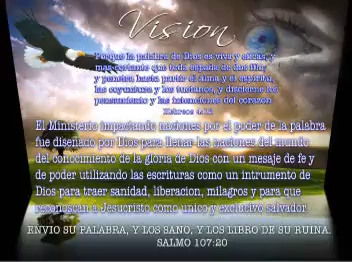 Vision
Porque la palabra de Dios es viva y eficaz, y
mas cortante que toda espada de dos filos
y penetra hasta partir el alma y el espiritu,
las coyunturas y los tuetanos, y discierne los
pensamientos y las intenciones del corazon
Hebreos 4:12
El Ministerio impactando naciones por el poder de la palabra
fue diseñado por Dios para llenar las naciones del mundo
del conocimiento de la gloria de Dios con un mesaje de fe y
de poder utilizando las escrituras como un intrumento de
Dios para traer sanidad, liberacion, milagros y para que
reconoscan a Jesucristo como unico y exclusivo salvador
ENVIO SU PALABRA, Y LOS SANO, Y LOS LIBRO DE SU RUINA.
SALMO 107:20